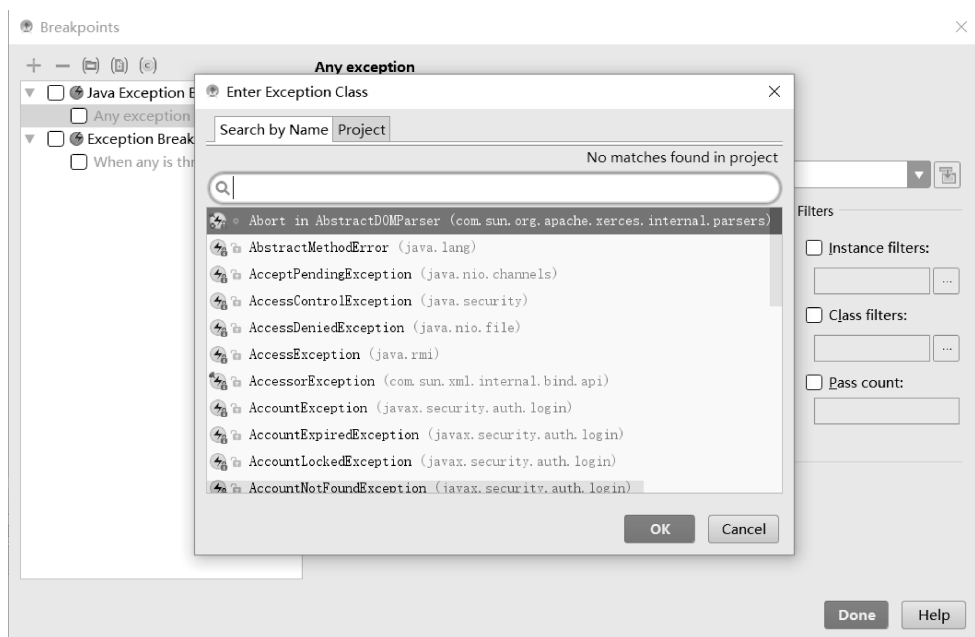 Breakpoints
Any exception
Java Exception B
Any exception
Exception Break
When any is thr
Enter Exception Class
Search by Name Project
No matches found in project
Abort in AbstractDOMParser (com.sun.org.apache.xerces.internal.parsers)
AbstractMethodError (java.lang)
AcceptPendingException (java.nio.channels)
AccessControlException (java.security)
AccessDeniedException (java.nio.file)
AccessException (java.rmi)
AccessorException (com.sun.xml.internal.bind.api)
AccountException (javax.security.auth.login)
AccountExpiredException (javax.security.auth.login)
AccountLockedException (javax.security.auth.login)
AccountNotFoundException (javax.security.auth.login)
OK Cancel
Filters
Instance filters:
...
Class filters:
...
Pass count:
Done Help